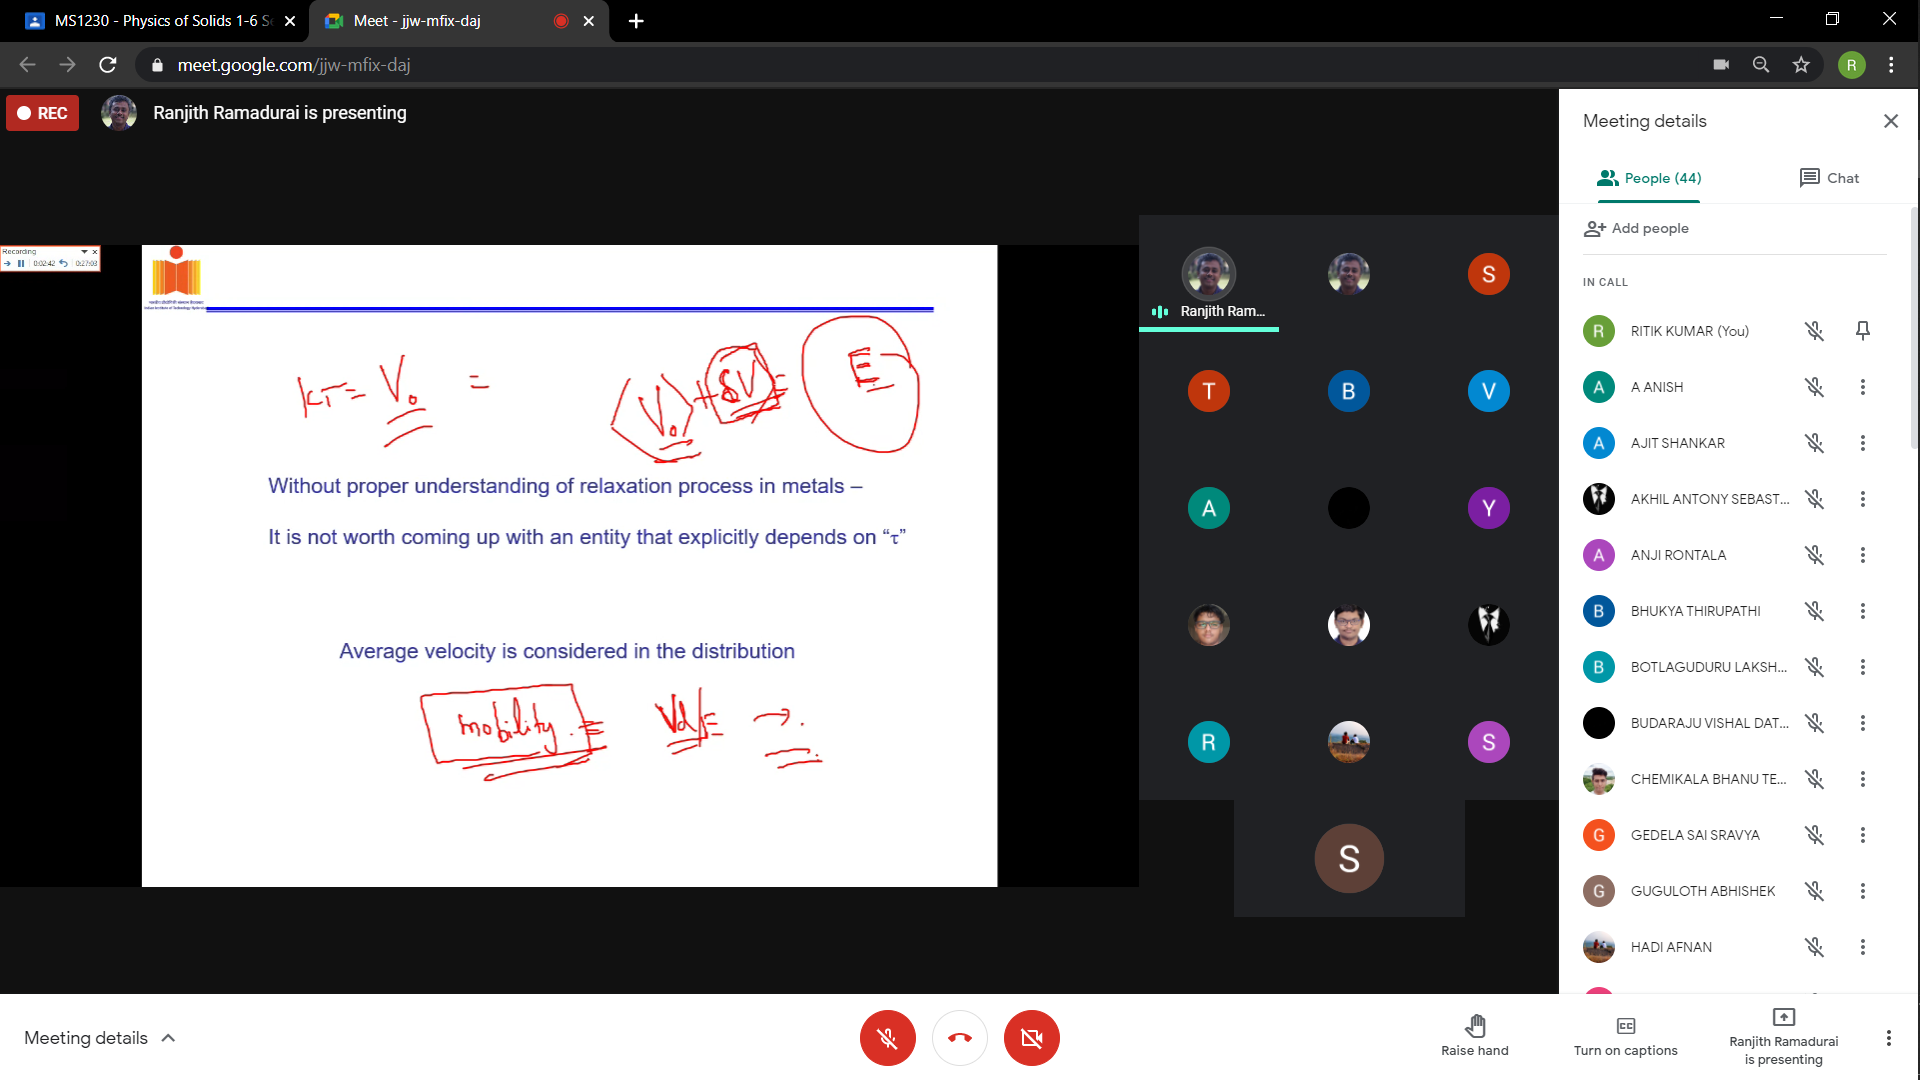 MS1230 - Physics of Solids 1-6 Se
Meet - jjw-mfix-daj
meet.google.com/jjw-mfix-daj
R
REC
Ranjith Ramadurai is presenting
Recording
0:02:42 0:27:03
kT = V₀ =
⟨V₀⟩ + δV = E
Without proper understanding of relaxation process in metals –
It is not worth coming up with an entity that explicitly depends on “τ”
Average velocity is considered in the distribution
mobility. = Vd = →
Ranjith Ram...
S
T
B
V
A
Y
R
S
S
Meeting details
People (44)
Chat
Add people
IN CALL
R RITIK KUMAR (You)
A A ANISH
A AJIT SHANKAR
AKHIL ANTONY SEBAST...
A ANJI RONTALA
B BHUKYA THIRUPATHI
B BOTLAGUDURU LAKSH...
BUDARAJU VISHAL DAT...
CHEMIKALA BHANU TE...
G GEDELA SAI SRAVYA
G GUGULOTH ABHISHEK
HADI AFNAN
Meeting details
Raise hand
Turn on captions
Ranjith Ramadurai
is presenting